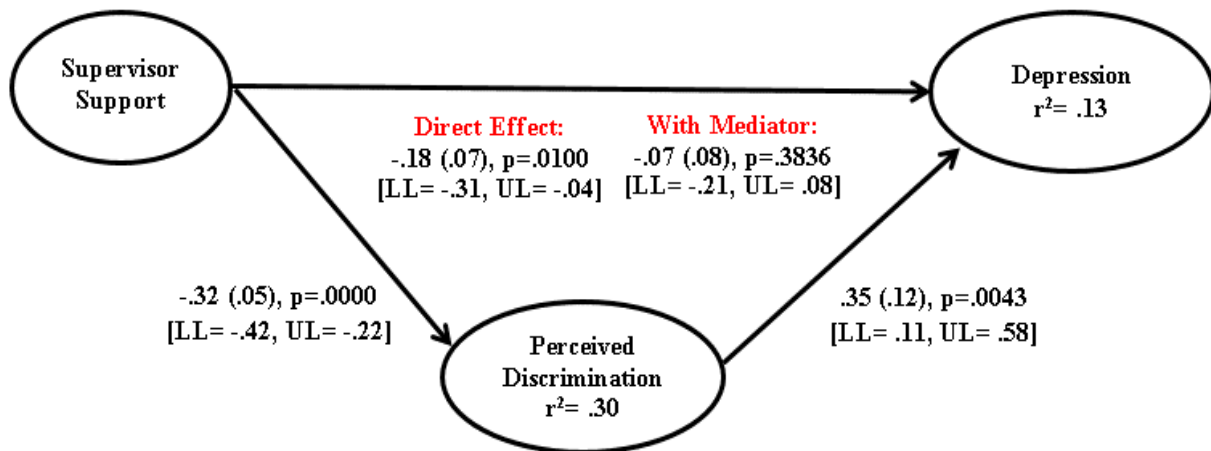 Supervisor
Support
Depression
r²= .13
Direct Effect:
-.18 (.07), p=.0100
[LL= -.31, UL= -.04]
With Mediator:
-.07 (.08), p=.3836
[LL= -.21, UL= .08]
-.32 (.05), p=.0000
[LL= -.42, UL= -.22]
.35 (.12), p=.0043
[LL= .11, UL= .58]
Perceived
Discrimination
r²= .30